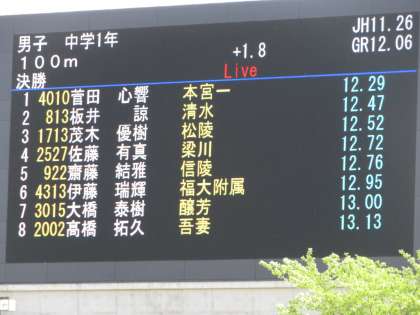 男子 中学1年 JH11.26
100m +1.8 GR12.06
決勝 Live
1 4010 菅田 心響 本宮一 12.29
2 813 板井 諒 清水 12.47
3 1713 茂木 優樹 松陵 12.52
4 2527 佐藤 有真 梁川 12.72
5 922 齋藤 結雅 信陵 12.76
6 4313 伊藤 瑞輝 福大附属 12.95
7 3015 大橋 泰樹 醸芳 13.00
8 2002 高橋 拓久 吾妻 13.13